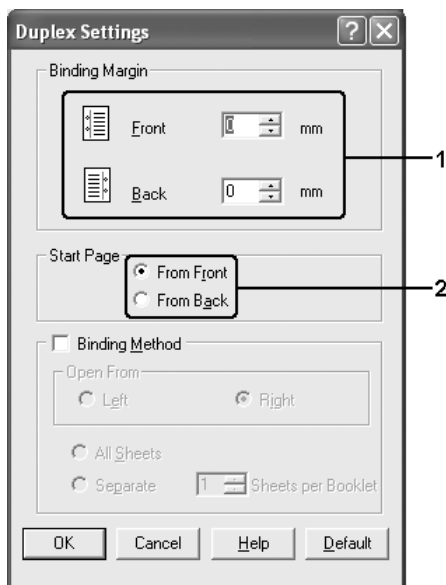 Duplex Settings
Binding Margin
Front 0 mm
1
Back 0 mm
Start Page
From Front
From Back
2
Binding Method
Open From
Left Right
All Sheets
Separate 1 Sheets per Booklet
OK Cancel Help Default